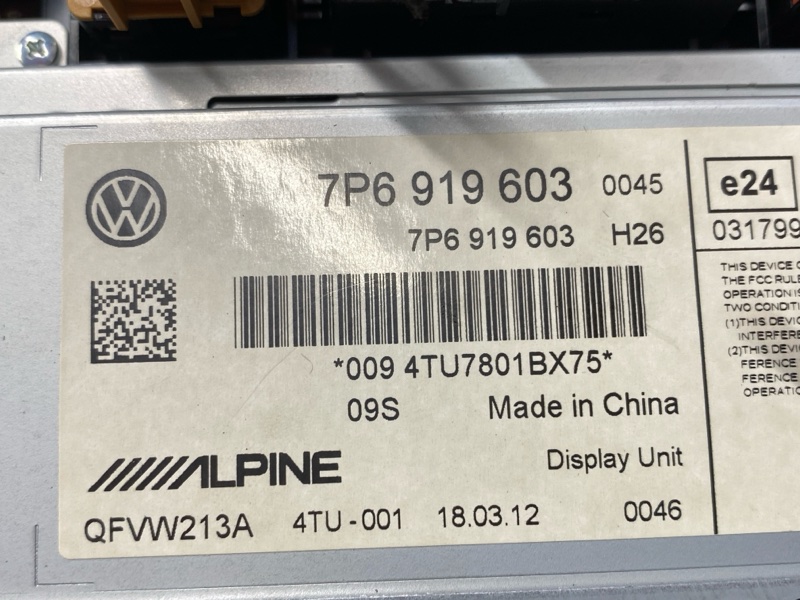 7P6 919 603 0045
7P6 919 603 H26
*009 4TU7801BX75*
09S Made in China
ALPINE Display Unit
QFVW213A 4TU-001 18.03.12 0046
e24
031799
THIS DEVICE
THE FCC RULE
OPERATION IS
TWO CONDITI
(1)THIS DEVIC
INTERFERE
(2)THIS DEVI
FERENCE
FERENCE
OPERATIO